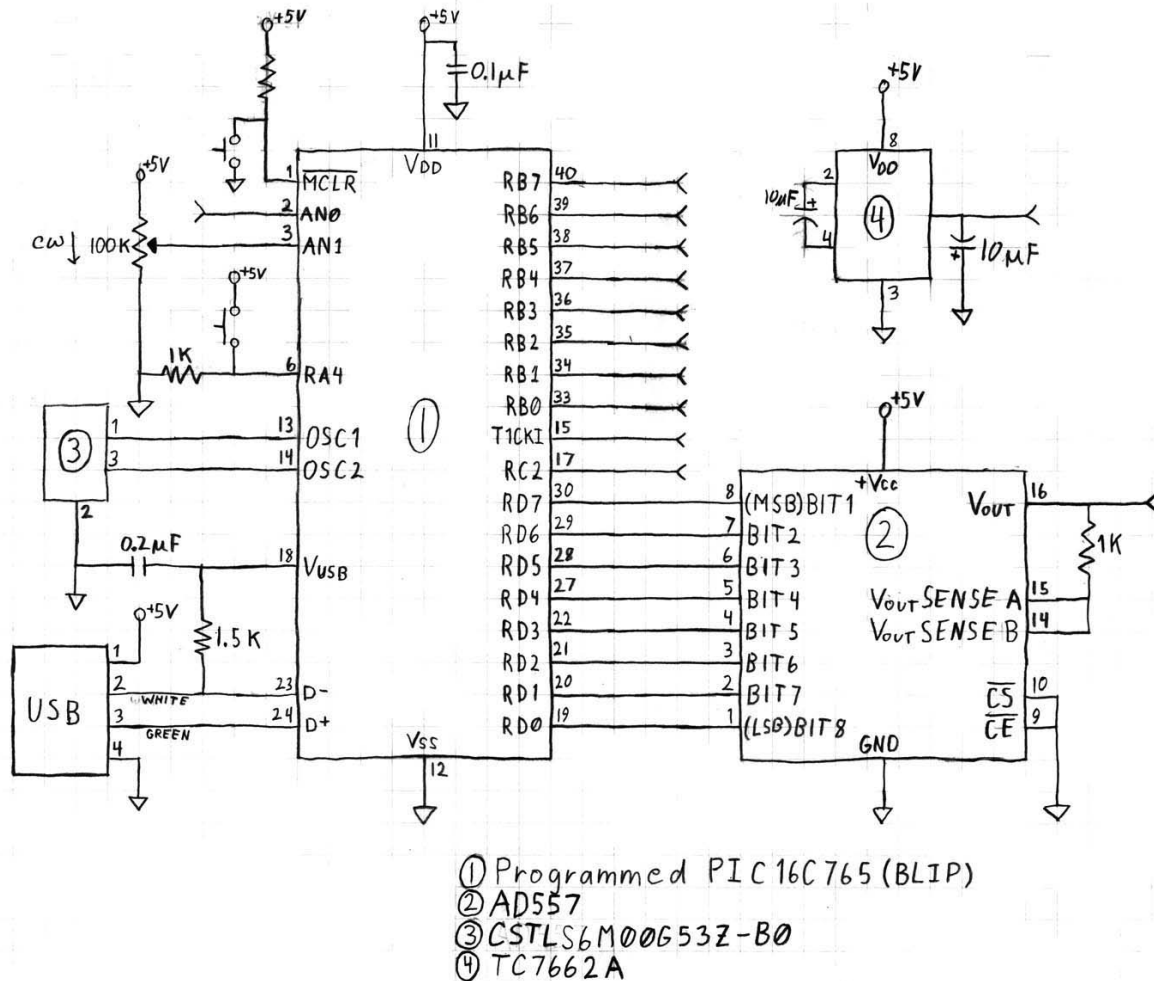 +5V
+5V
0.1µF
+5V
+5V
11
VDD
8
VDD
1
MCLR
RB7
40
2
10µF
+
2
AN0
RB6
39
④
3
AN1
RB5
38
4
+
10µF
CW
100K
RB4
37
+5V
RB3
36
3
RB2
35
1K
6
RA4
RB1
34
RB0
33
+5V
①
1
13
OSC1
T1CKI
15
③
3
14
OSC2
RC2
17
+Vcc
2
RD7
30
8
(MSB)BIT1
VOUT
16
RD6
29
7
BIT2
②
1K
0.2µF
18
VUSB
RD5
28
6
BIT3
RD4
27
5
BIT4
VOUT SENSE A
15
+5V
1.5K
RD3
22
4
BIT5
VOUT SENSE B
14
1
RD2
21
3
BIT6
USB
2
WHITE
23
D-
RD1
20
2
BIT7
CS
10
3
GREEN
24
D+
RD0
19
1
(LSB)BIT8
CE
9
4
VSS
GND
12
① Programmed PIC16C765 (BLIP)
② AD557
③ CSTLS6M00G53Z-B0
④ TC7662A